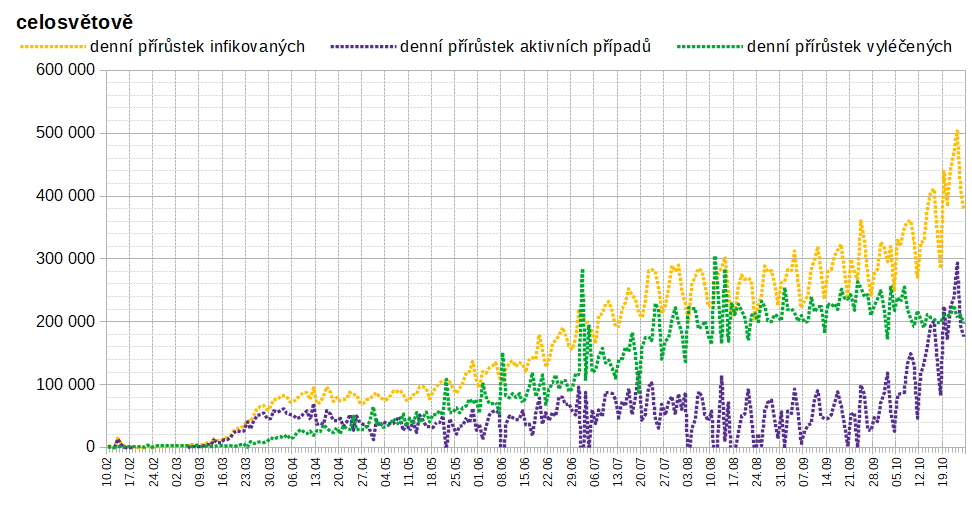 celosvětově
denní přírůstek infikovaných denní přírůstek aktivních případů denní přírůstek vyléčených
600 000
500 000
400 000
300 000
200 000
100 000
0
10.02 17.02 24.02 02.03 09.03 16.03 23.03 30.03 06.04 13.04 20.04 27.04 04.05 11.05 18.05 25.05 01.06 08.06 15.06 22.06 29.06 06.07 13.07 20.07 27.07 03.08 10.08 17.08 24.08 31.08 07.09 14.09 21.09 28.09 05.10 12.10 19.10